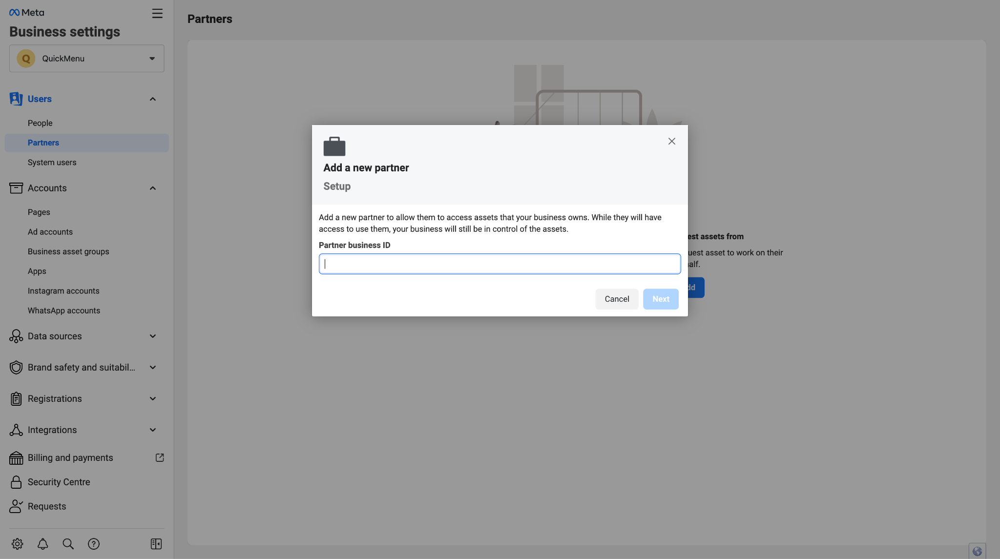 Meta
Business settings
Q QuickMenu
Users
People
Partners
System users
Accounts
Pages
Ad accounts
Business asset groups
Apps
Instagram accounts
WhatsApp accounts
Data sources
Brand safety and suitabil...
Registrations
Integrations
Billing and payments
Security Centre
Requests
Partners
Add a new partner
Setup
Add a new partner to allow them to access assets that your business owns. While they will have
access to use them, your business will still be in control of the assets.
Partner business ID
Cancel Next
est assets from
uest asset to work on their
alf.
dd